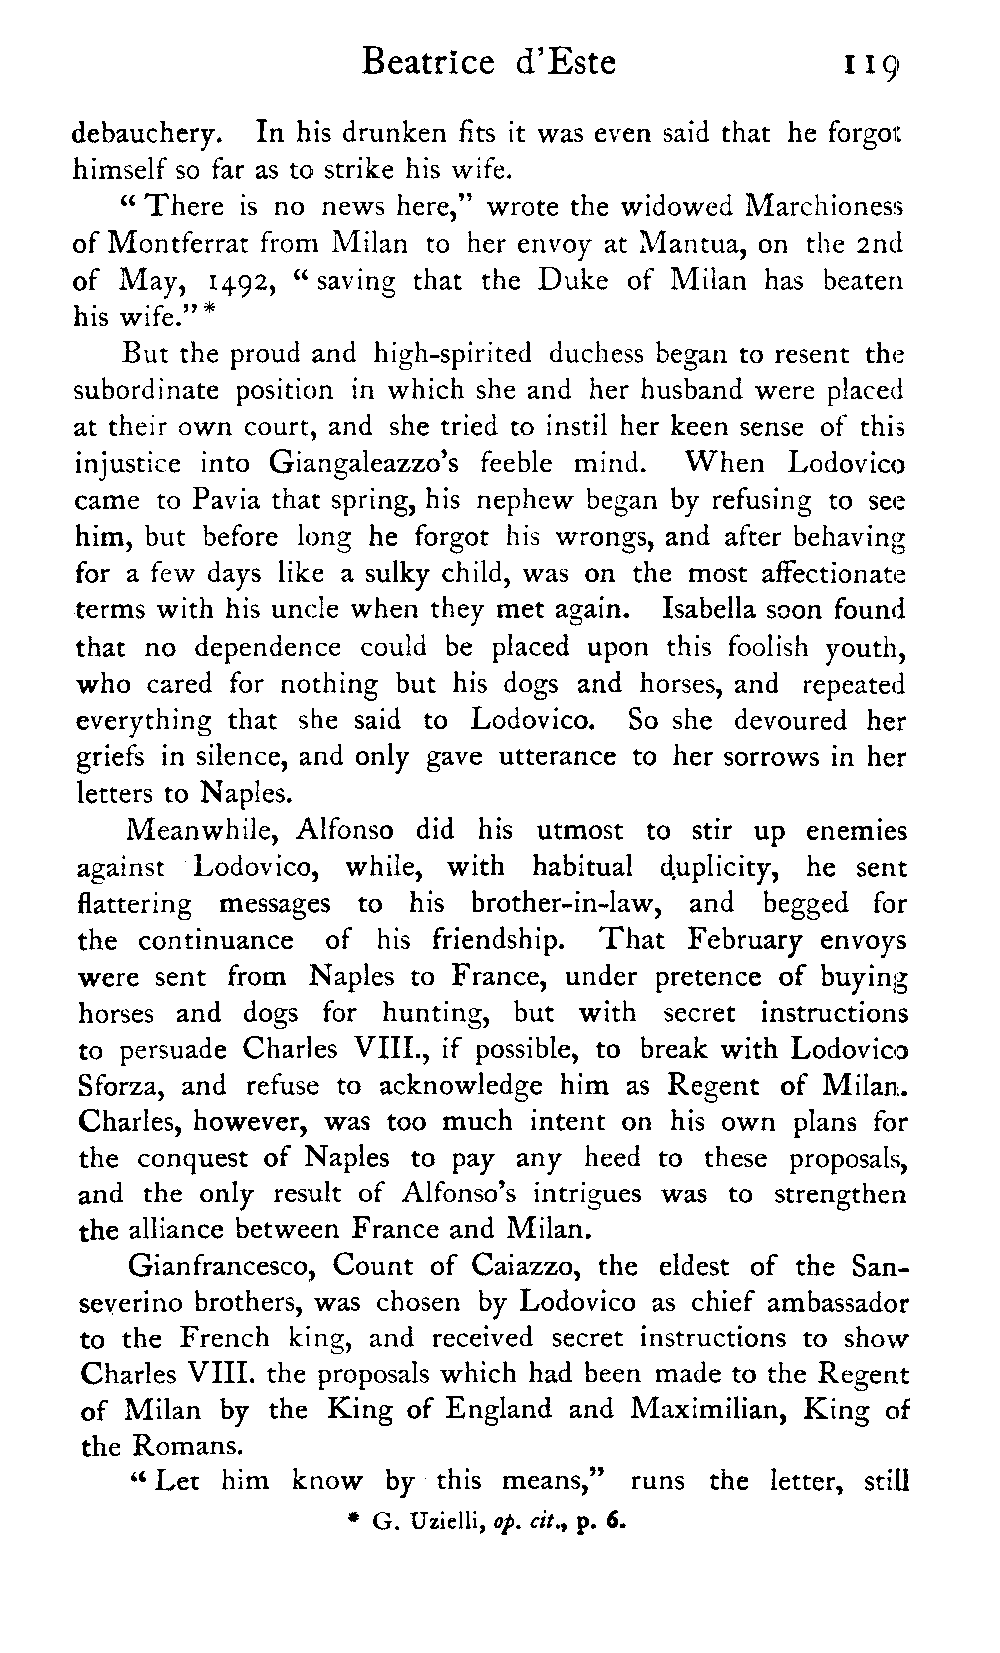 Beatrice d'Este 119
debauchery. In his drunken fits it was even said that he forgot
himself so far as to strike his wife.
" There is no news here," wrote the widowed Marchioness
of Montferrat from Milan to her envoy at Mantua, on the 2nd
of May, 1492, " saving that the Duke of Milan has beaten
his wife." *
But the proud and high-spirited duchess began to resent the
subordinate position in which she and her husband were placed
at their own court, and she tried to instil her keen sense of this
injustice into Giangaleazzo's feeble mind. When Lodovico
came to Pavia that spring, his nephew began by refusing to see
him, but before long he forgot his wrongs, and after behaving
for a few days like a sulky child, was on the most affectionate
terms with his uncle when they met again. Isabella soon found
that no dependence could be placed upon this foolish youth,
who cared for nothing but his dogs and horses, and repeated
everything that she said to Lodovico. So she devoured her
griefs in silence, and only gave utterance to her sorrows in her
letters to Naples.
Meanwhile, Alfonso did his utmost to stir up enemies
against Lodovico, while, with habitual duplicity, he sent
flattering messages to his brother-in-law, and begged for
the continuance of his friendship. That February envoys
were sent from Naples to France, under pretence of buying
horses and dogs for hunting, but with secret instructions
to persuade Charles VIII., if possible, to break with Lodovico
Sforza, and refuse to acknowledge him as Regent of Milan.
Charles, however, was too much intent on his own plans for
the conquest of Naples to pay any heed to these proposals,
and the only result of Alfonso's intrigues was to strengthen
the alliance between France and Milan.
Gianfrancesco, Count of Caiazzo, the eldest of the San-
severino brothers, was chosen by Lodovico as chief ambassador
to the French king, and received secret instructions to show
Charles VIII. the proposals which had been made to the Regent
of Milan by the King of England and Maximilian, King of
the Romans.
" Let him know by this means," runs the letter, still
* G. Uzielli, op. cit., p. 6.